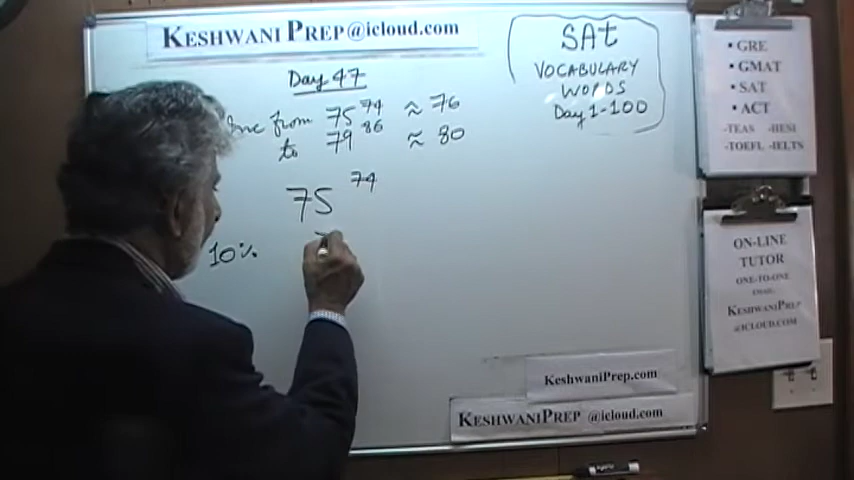 KESHWANI PREP@icloud.com
SAT
VOCABULARY
WORDS
Day 1-100
Day 47
from 75 74 ≈ 76
to 79 86 ≈ 80
75 74
10%
• GRE
• GMAT
• SAT
• ACT
-TEAS -HESI
-TOEFL -IELTS
ON-LINE
TUTOR
ONE-TO-ONE
EMAIL:
KESHWANIPREP
@ICLOUD.COM
KESHWANIPREP.com
KESHWANIPREP @icloud.com